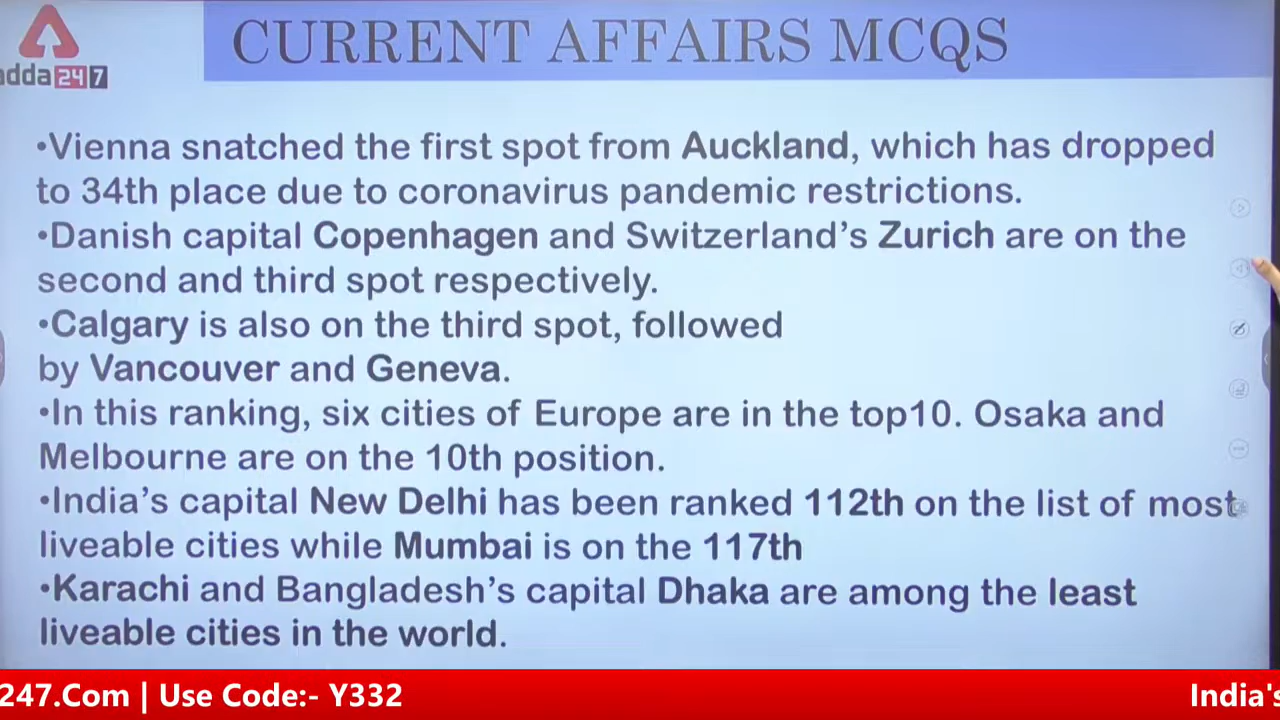 CURRENT AFFAIRS MCQS
adda247
•Vienna snatched the first spot from Auckland, which has dropped
to 34th place due to coronavirus pandemic restrictions.
•Danish capital Copenhagen and Switzerland's Zurich are on the
second and third spot respectively.
•Calgary is also on the third spot, followed
by Vancouver and Geneva.
•In this ranking, six cities of Europe are in the top10. Osaka and
Melbourne are on the 10th position.
•India's capital New Delhi has been ranked 112th on the list of most
liveable cities while Mumbai is on the 117th
•Karachi and Bangladesh's capital Dhaka are among the least
liveable cities in the world.
247.Com | Use Code:- Y332
India's